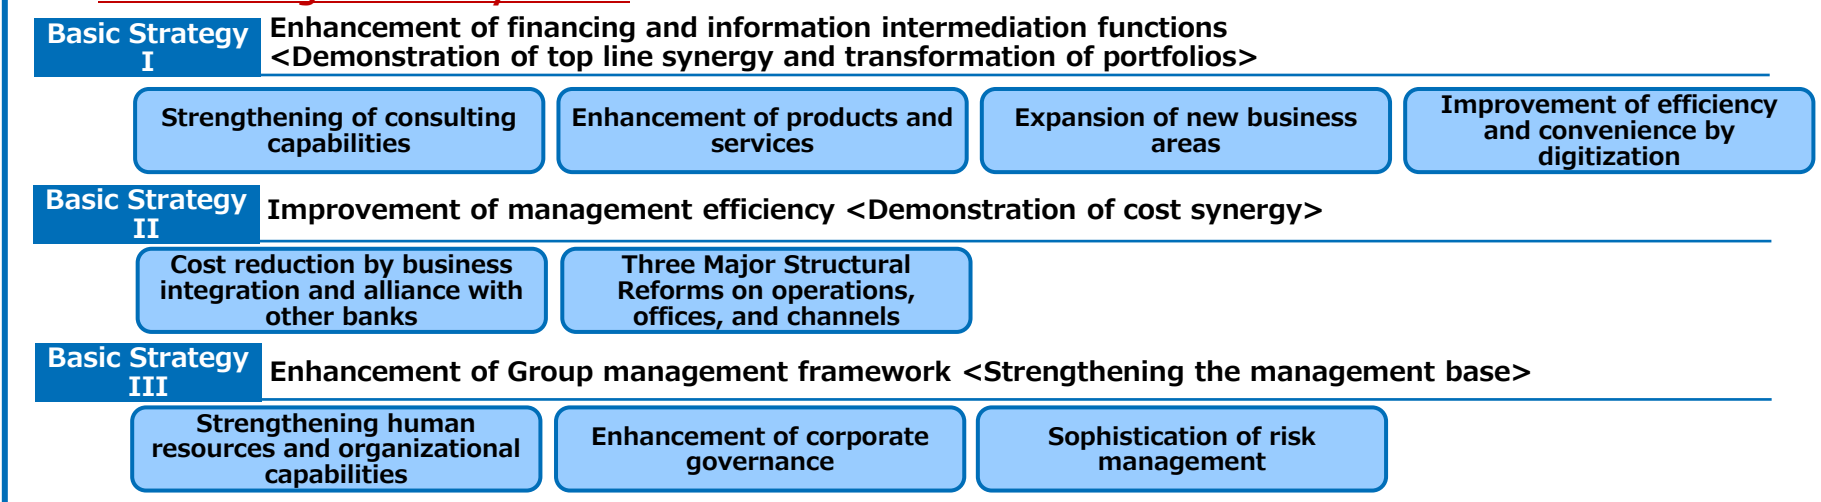 Basic Strategy
I
Enhancement of financing and information intermediation functions
<Demonstration of top line synergy and transformation of portfolios>
Strengthening of consulting
capabilities
Enhancement of products and
services
Expansion of new business
areas
Improvement of efficiency
and convenience by
digitization
Basic Strategy
II
Improvement of management efficiency <Demonstration of cost synergy>
Cost reduction by business
integration and alliance with
other banks
Three Major Structural
Reforms on operations,
offices, and channels
Basic Strategy
III
Enhancement of Group management framework <Strengthening the management base>
Strengthening human
resources and organizational
capabilities
Enhancement of corporate
governance
Sophistication of risk
management